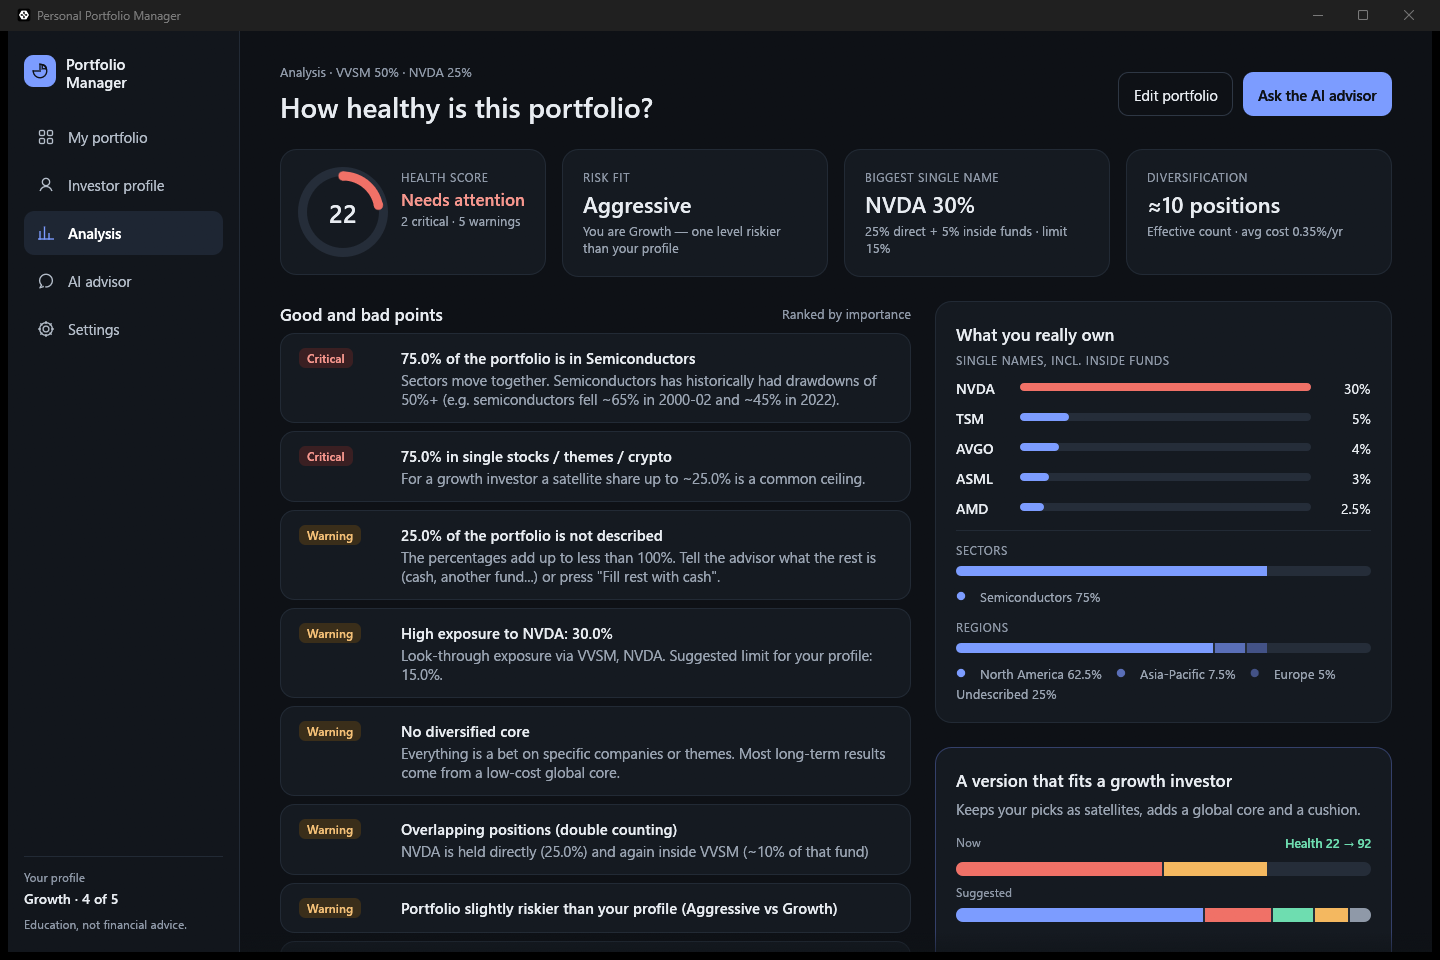 Personal Portfolio Manager
Portfolio
Manager
My portfolio
Investor profile
Analysis
AI advisor
Settings
Your profile
Growth · 4 of 5
Education, not financial advice.
Analysis · VVSM 50% · NVDA 25%
How healthy is this portfolio?
Edit portfolio
Ask the AI advisor
22
HEALTH SCORE
Needs attention
2 critical · 5 warnings
RISK FIT
Aggressive
You are Growth — one level riskier
than your profile
BIGGEST SINGLE NAME
NVDA 30%
25% direct + 5% inside funds · limit
15%
DIVERSIFICATION
≈10 positions
Effective count · avg cost 0.35%/yr
Good and bad points
Ranked by importance
Critical
75.0% of the portfolio is in Semiconductors
Sectors move together. Semiconductors has historically had drawdowns of
50%+ (e.g. semiconductors fell ~65% in 2000-02 and ~45% in 2022).
Critical
75.0% in single stocks / themes / crypto
For a growth investor a satellite share up to ~25.0% is a common ceiling.
Warning
25.0% of the portfolio is not described
The percentages add up to less than 100%. Tell the advisor what the rest is
(cash, another fund...) or press "Fill rest with cash".
Warning
High exposure to NVDA: 30.0%
Look-through exposure via VVSM, NVDA. Suggested limit for your profile:
15.0%.
Warning
No diversified core
Everything is a bet on specific companies or themes. Most long-term results
come from a low-cost global core.
Warning
Overlapping positions (double counting)
NVDA is held directly (25.0%) and again inside VVSM (~10% of that fund)
Warning
Portfolio slightly riskier than your profile (Aggressive vs Growth)
What you really own
SINGLE NAMES, INCL. INSIDE FUNDS
NVDA 30%
TSM 5%
AVGO 4%
ASML 3%
AMD 2.5%
SECTORS
Semiconductors 75%
REGIONS
North America 62.5% Asia-Pacific 7.5% Europe 5%
Undescribed 25%
A version that fits a growth investor
Keeps your picks as satellites, adds a global core and a cushion.
Now
Health 22 → 92
Suggested